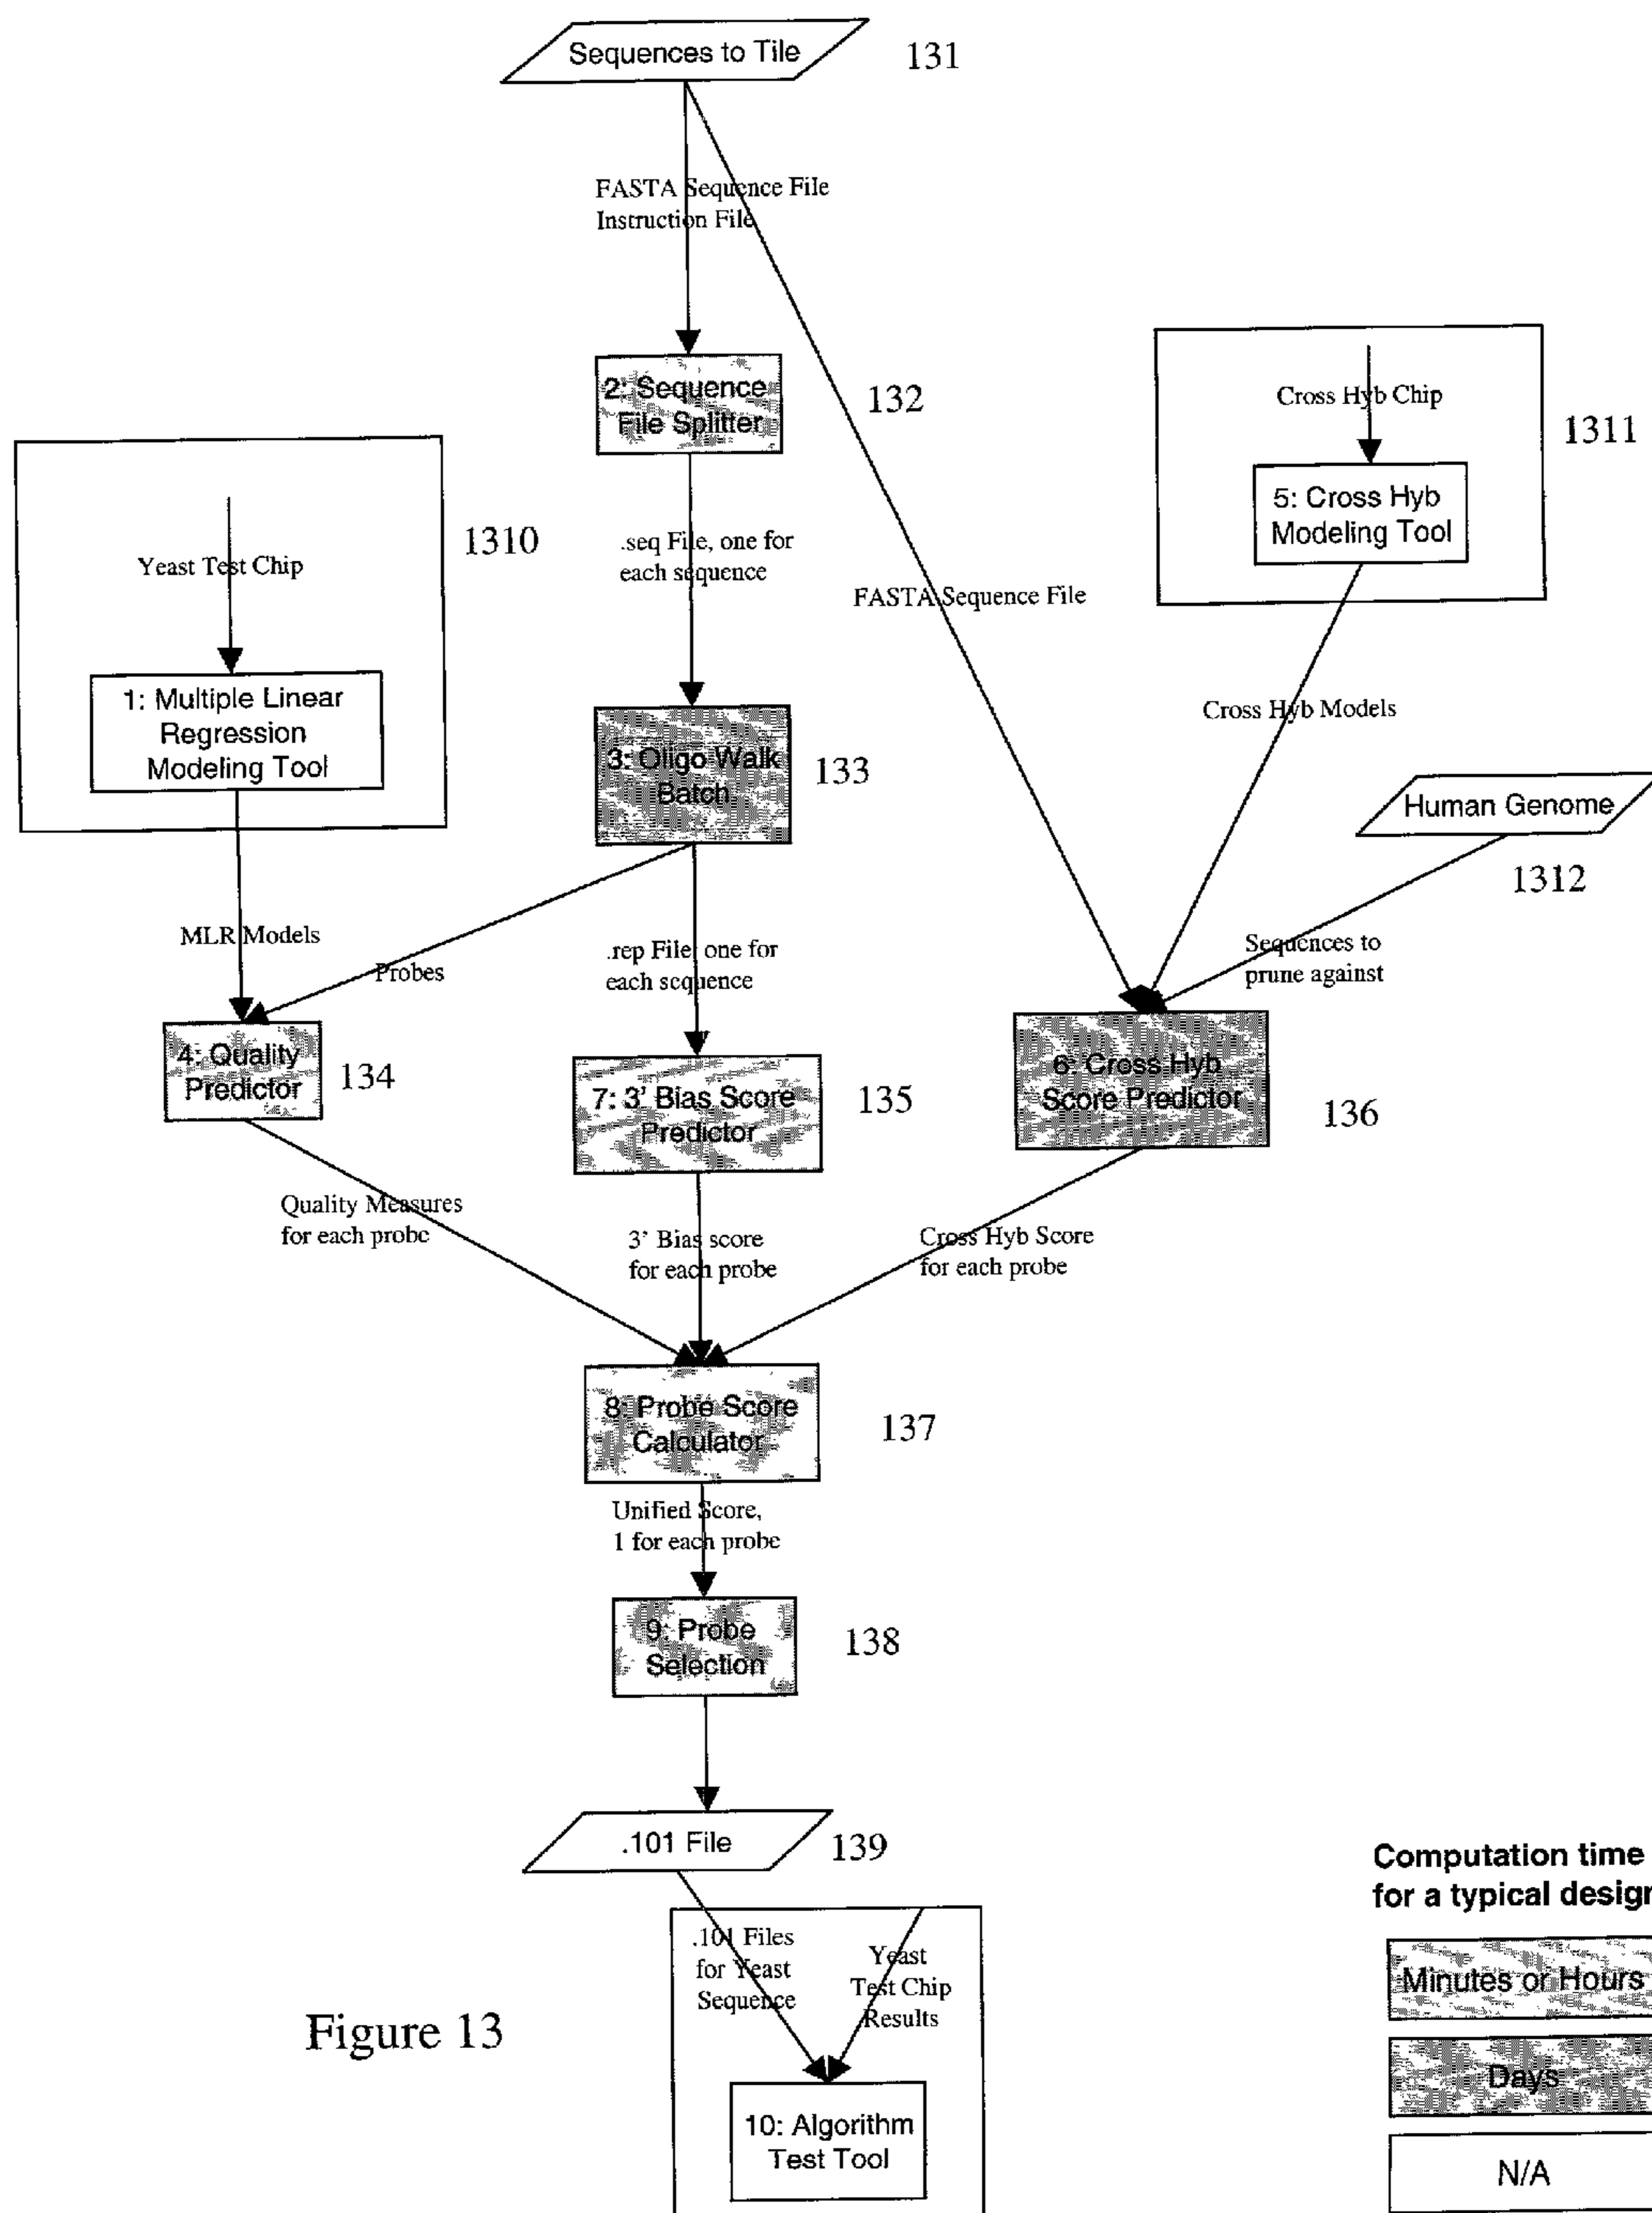 Sequences to Tile
131
FASTA Sequence File
Instruction File
2: Sequence
File Splitter
132
Cross Hyb Chip
1311
5: Cross Hyb
Modeling Tool
1310
Yeast Test Chip
.seq File, one for
each sequence
FASTA Sequence File
1: Multiple Linear
Regression
Modeling Tool
3: Oligo Walk
Batch
133
Cross Hyb Models
Human Genome
1312
MLR Models
Probes
.rep File, one for
each sequence
Sequences to
prune against
4: Quality
Predictor
134
7: 3' Bias Score
Predictor
135
6: Cross Hyb
Score Predictor
136
Quality Measures
for each probe
3' Bias score
for each probe
Cross Hyb Score
for each probe
8: Probe Score
Calculator
137
Unified Score,
1 for each probe
9: Probe
Selection
138
.101 File
139
Computation time
for a typical design
.101 Files
for Yeast
Sequence
Yeast
Test Chip
Results
Minutes or Hours
Figure 13
Days
10: Algorithm
Test Tool
N/A